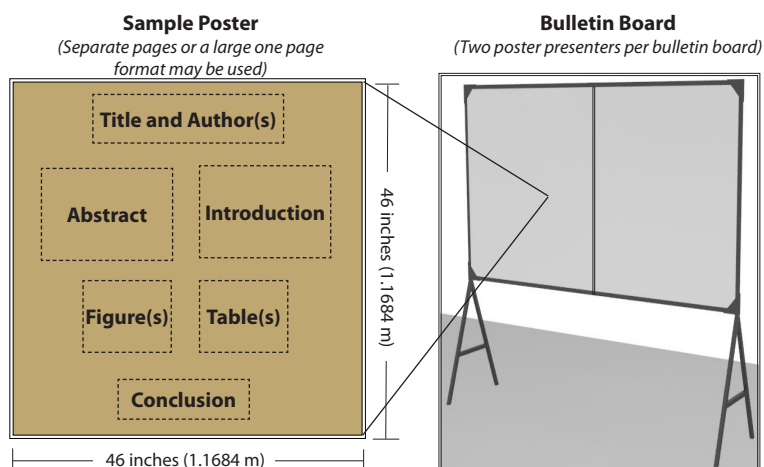 Sample Poster
(Separate pages or a large one page
format may be used)
Title and Author(s)
Abstract
Introduction
Figure(s)
Table(s)
Conclusion
46 inches (1.1684 m)
46 inches (1.1684 m)
Bulletin Board
(Two poster presenters per bulletin board)